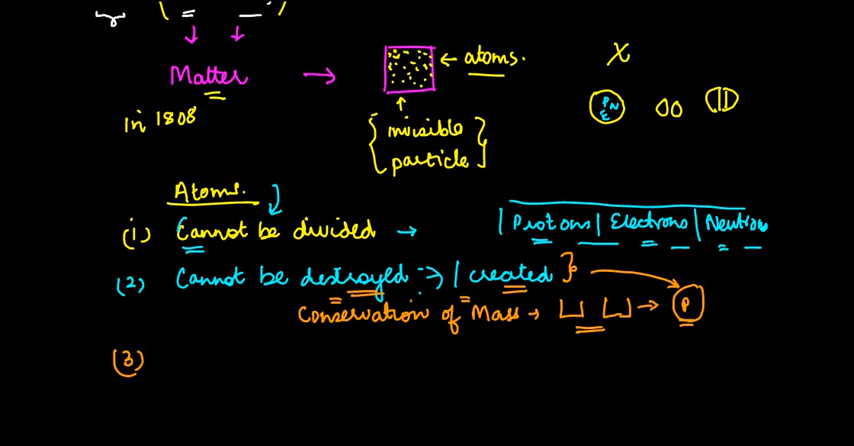 Matter → ← atoms.
in 1808
{ invisible
particle }
P N
E
Atoms.
(1) Cannot be divided → | Protons | Electrons | Neutron
(2) Cannot be destroyed → | created }
Conservation of Mass → → P
(3)